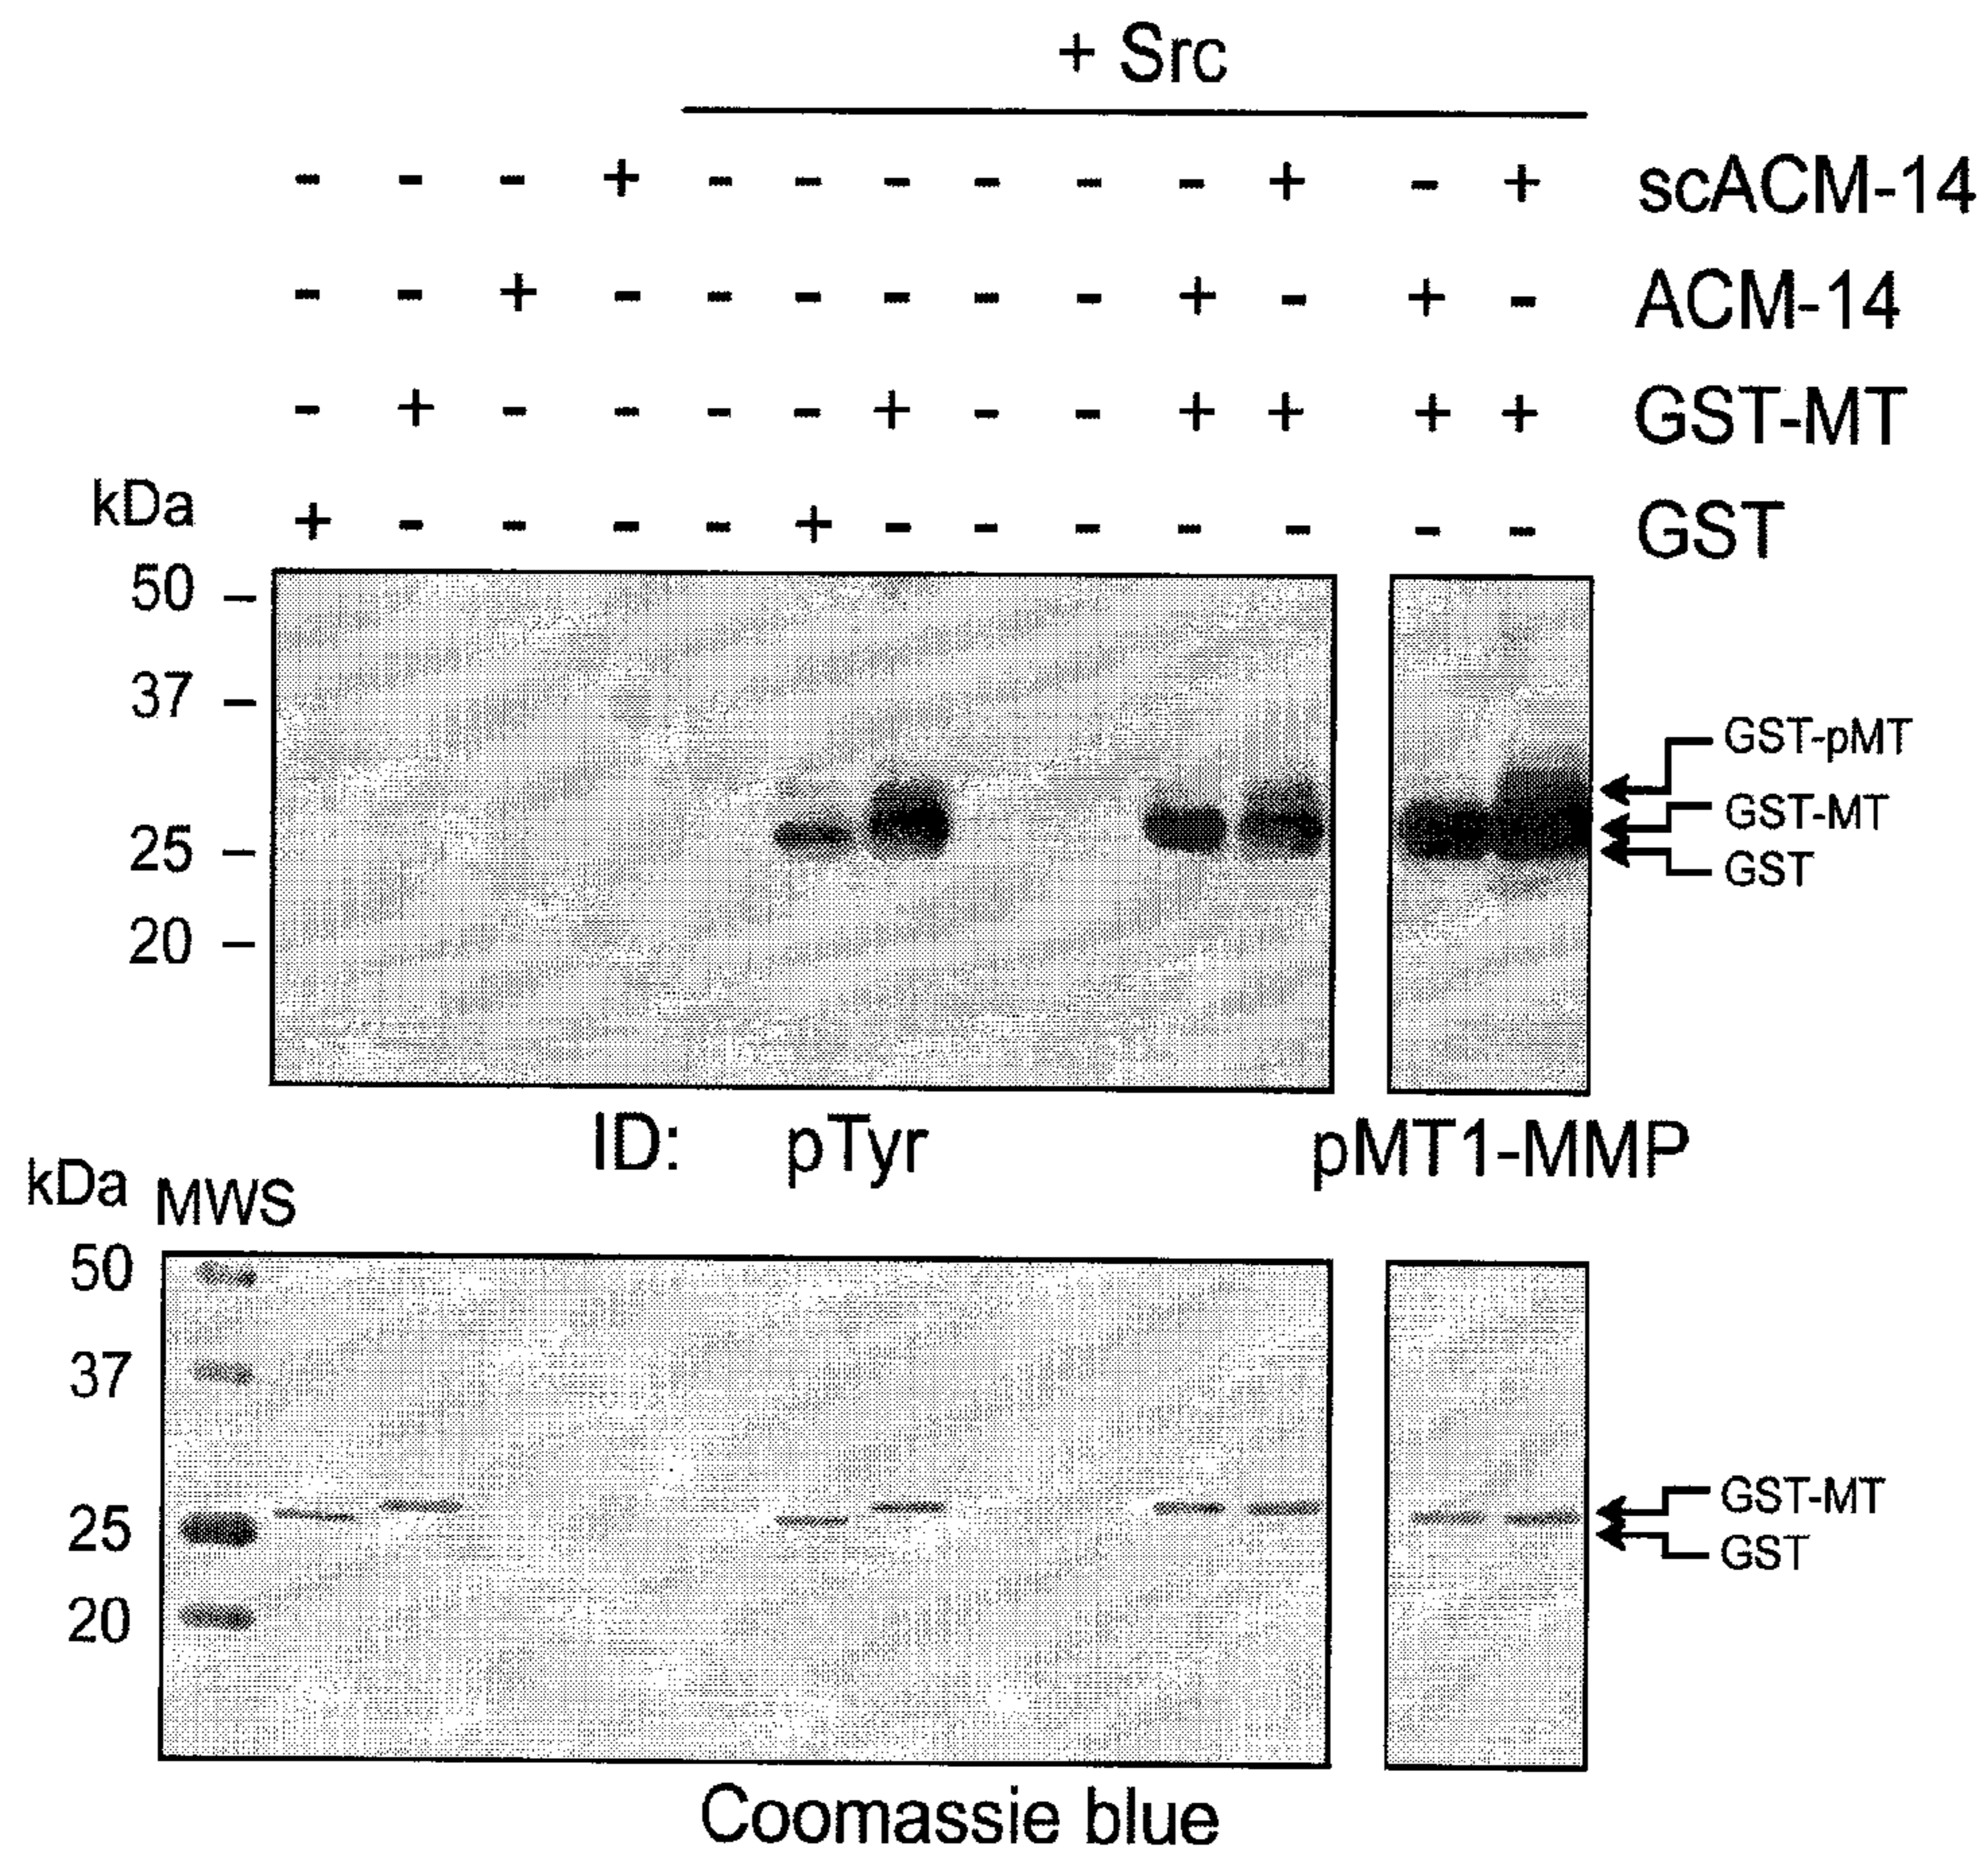 + Src
- - - + - - - - - - + - + scACM-14
- - + - - - - - - + - + - ACM-14
- + - - - - + - - + + + + GST-MT
kDa + - - - - + - - - - - - - GST
50
37
GST-pMT
GST-MT
25
GST
20
ID: pTyr pMT1-MMP
kDa MWS
50
37
GST-MT
25
GST
20
Coomassie blue